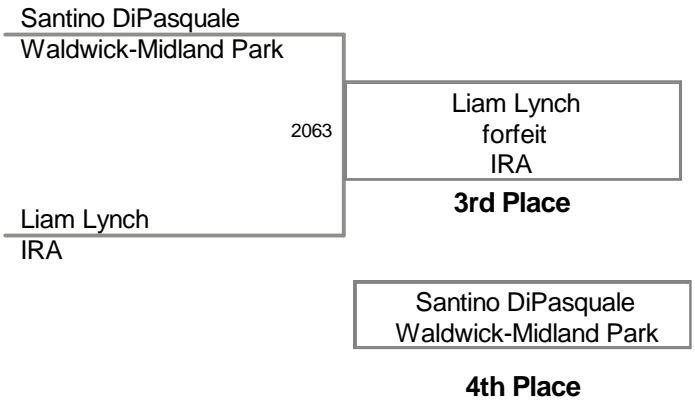 Santino DiPasquale
Waldwick-Midland Park
2063
Liam Lynch
forfeit
IRA
3rd Place
Liam Lynch
IRA
Santino DiPasquale
Waldwick-Midland Park
4th Place